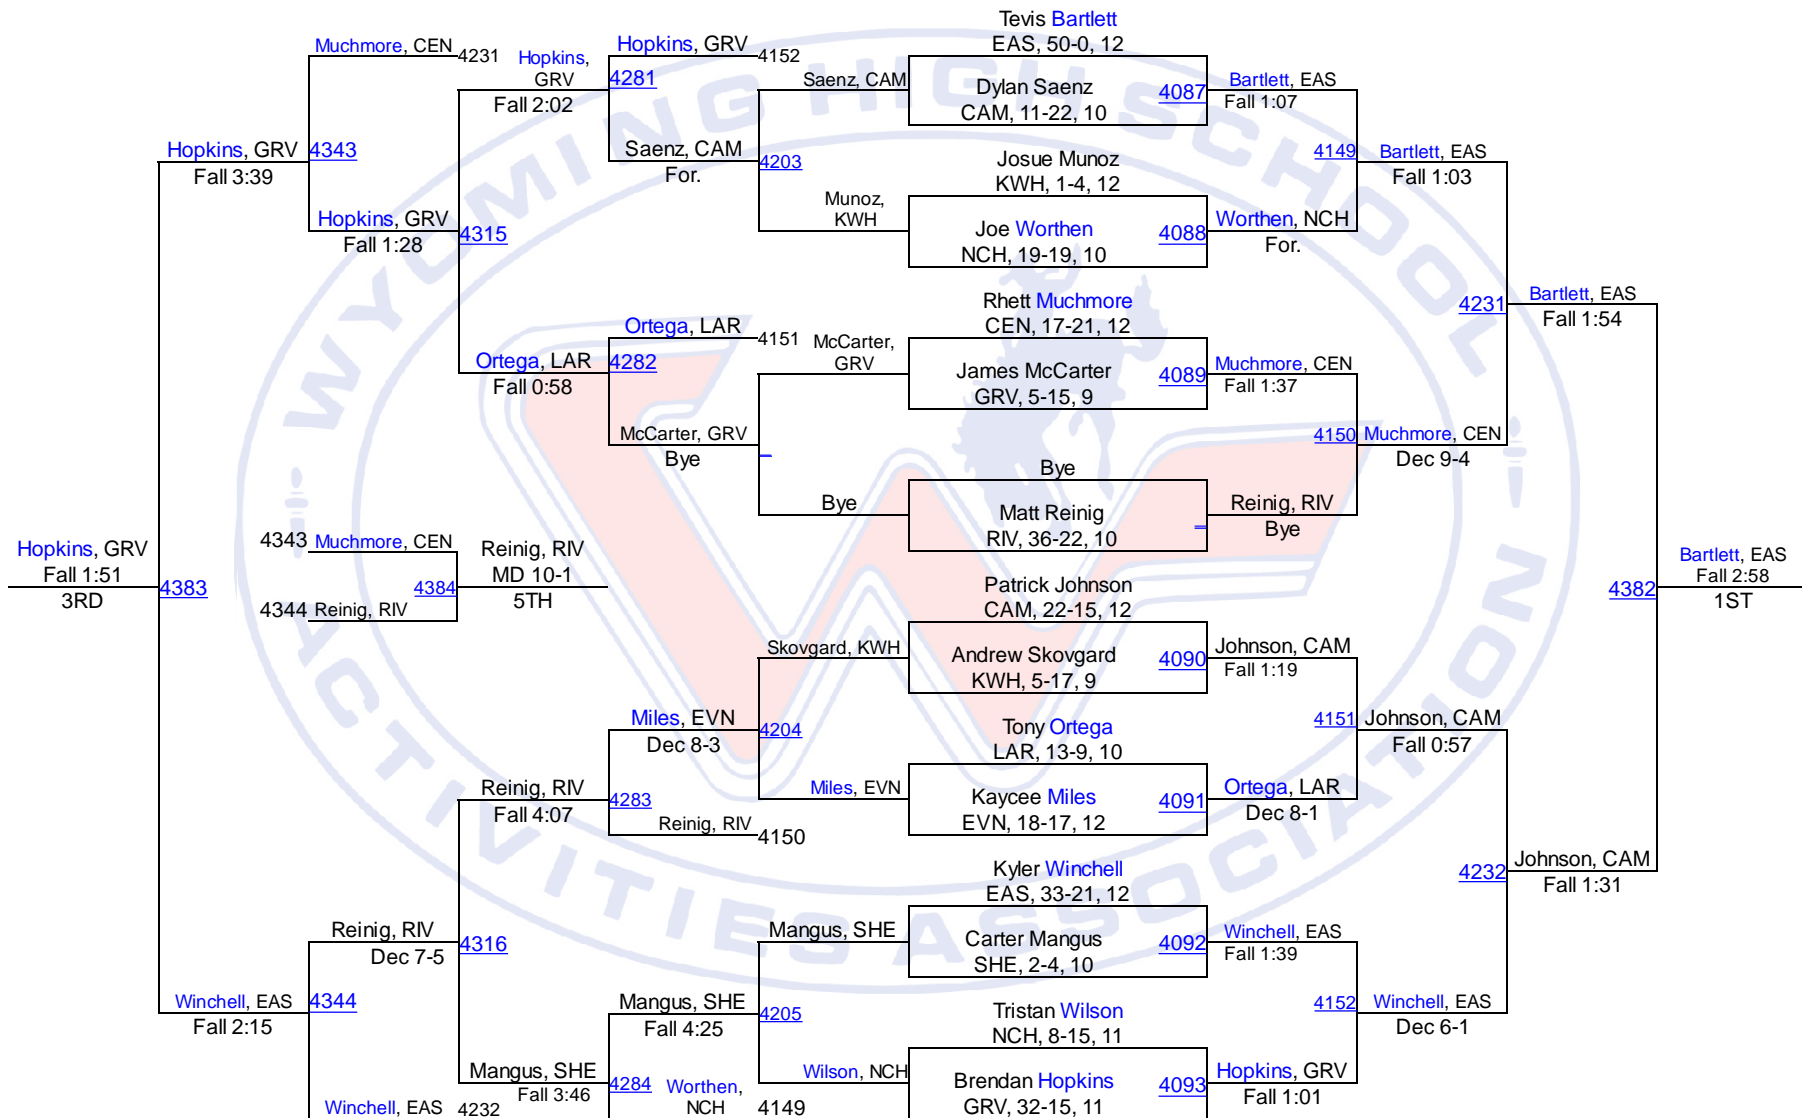 Tevis Bartlett
EAS, 50-0, 12
Muchmore, CEN
4231
Hopkins,
GRV
Fall 2:02
Hopkins, GRV
4152
4281
Saenz, CAM
Dylan Saenz
CAM, 11-22, 10
4087
Bartlett, EAS
Fall 1:07
Hopkins, GRV
Fall 3:39
4343
Saenz, CAM
For.
4203
Josue Munoz
KWH, 1-4, 12
4149
Bartlett, EAS
Fall 1:03
Hopkins, GRV
Fall 1:28
4315
Munoz,
KWH
Joe Worthen
NCH, 19-19, 10
4088
Worthen, NCH
For.
Rhett Muchmore
CEN, 17-21, 12
4231
Bartlett, EAS
Fall 1:54
Ortega, LAR
4151
Ortega, LAR
Fall 0:58
4282
McCarter,
GRV
James McCarter
GRV, 5-15, 9
4089
Muchmore, CEN
Fall 1:37
McCarter, GRV
Bye
4150
Muchmore, CEN
Dec 9-4
Bye
Bye
Matt Reinig
RIV, 36-22, 10
Reinig, RIV
Bye
Hopkins, GRV
Fall 1:51
3RD
4383
4343
Muchmore, CEN
4384
4344
Reinig, RIV
Reinig, RIV
MD 10-1
5TH
Patrick Johnson
CAM, 22-15, 12
4382
Bartlett, EAS
Fall 2:58
1ST
Skovgard, KWH
Andrew Skovgard
KWH, 5-17, 9
4090
Johnson, CAM
Fall 1:19
Miles, EVN
Dec 8-3
4204
Tony Ortega
LAR, 13-9, 10
4151
Johnson, CAM
Fall 0:57
Reinig, RIV
Fall 4:07
4283
Reinig, RIV
4150
Miles, EVN
Kaycee Miles
EVN, 18-17, 12
4091
Ortega, LAR
Dec 8-1
Kyler Winchell
EAS, 33-21, 12
4232
Johnson, CAM
Fall 1:31
Reinig, RIV
Dec 7-5
4316
Mangus, SHE
Carter Mangus
SHE, 2-4, 10
4092
Winchell, EAS
Fall 1:39
Winchell, EAS
Fall 2:15
4344
Mangus, SHE
Fall 4:25
4205
Tristan Wilson
NCH, 8-15, 11
4152
Winchell, EAS
Dec 6-1
Mangus, SHE
Fall 3:46
4284
Wilson, NCH
Brendan Hopkins
GRV, 32-15, 11
4093
Hopkins, GRV
Fall 1:01
Winchell, EAS
4232
Worthen,
NCH
4149
WYOMING HIGH SCHOOL
ACTIVITIES ASSOCIATION